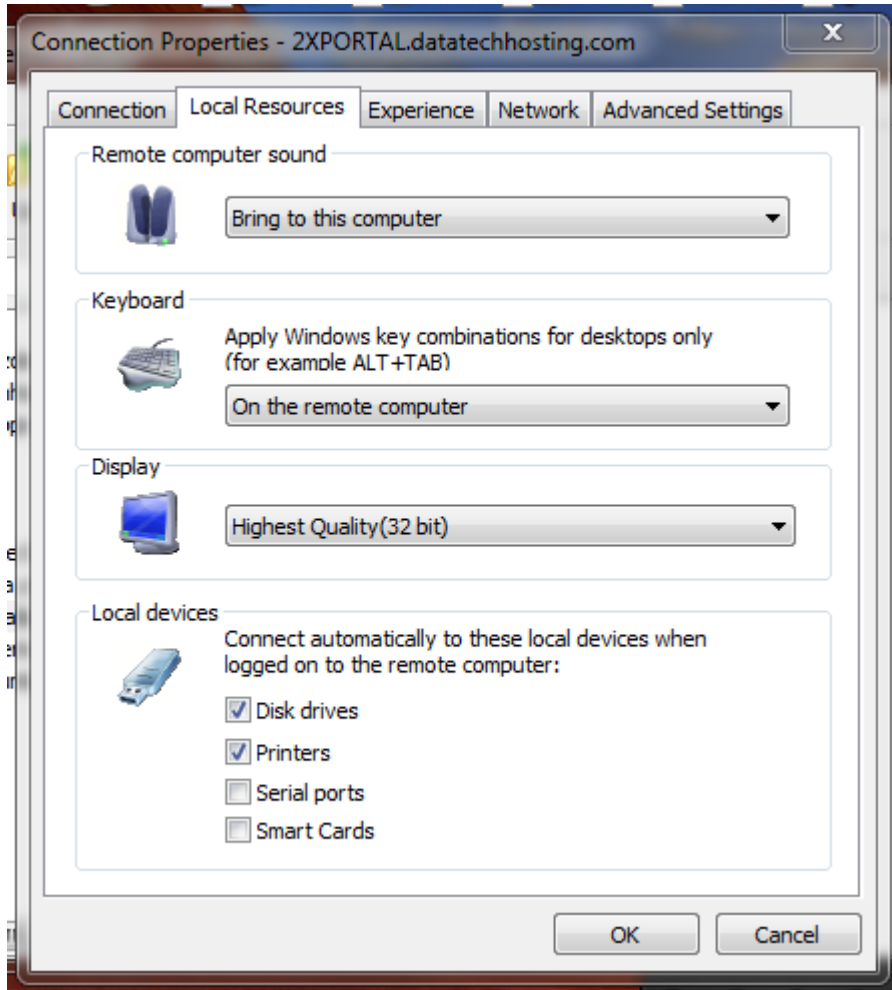 Connection Properties - 2XPORTAL.datatechhosting.com
Connection
Local Resources
Experience
Network
Advanced Settings
Remote computer sound
Bring to this computer
Keyboard
Apply Windows key combinations for desktops only
(for example ALT+TAB)
On the remote computer
Display
Highest Quality(32 bit)
Local devices
Connect automatically to these local devices when
logged on to the remote computer:
Disk drives
Printers
Serial ports
Smart Cards
OK
Cancel